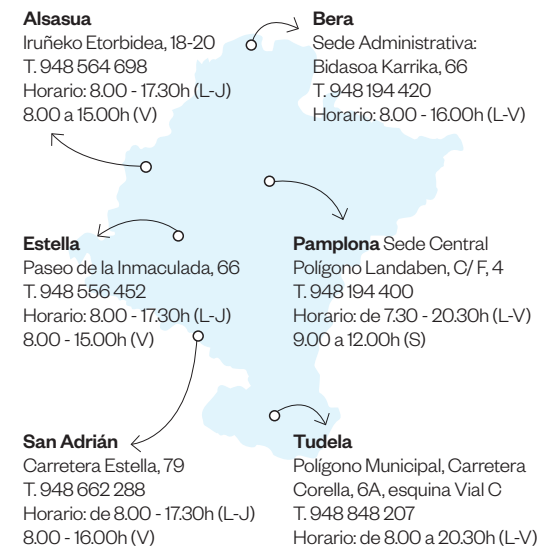 Alsasua
Iruñeko Etorbidea, 18-20
T. 948 564 698
Horario: 8.00 - 17.30h (L-J)
8.00 a 15.00h (V)
Bera
Sede Administrativa:
Bidasoa Karrika, 66
T. 948 194 420
Horario: 8.00 - 16.00h (L-V)
Estella
Paseo de la Inmaculada, 66
T. 948 556 452
Horario: 8.00 - 17.30h (L-J)
8.00 - 15.00h (V)
Pamplona Sede Central
Polígono Landaben, C/ F, 4
T. 948 194 400
Horario: de 7.30 - 20.30h (L-V)
9.00 a 12.00h (S)
San Adrián
Carretera Estella, 79
T. 948 662 288
Horario: de 8.00 - 17.30h (L-J)
8.00 - 16.00h (V)
Tudela
Polígono Municipal, Carretera
Corella, 6A, esquina Vial C
T. 948 848 207
Horario: de 8.00 a 20.30h (L-V)